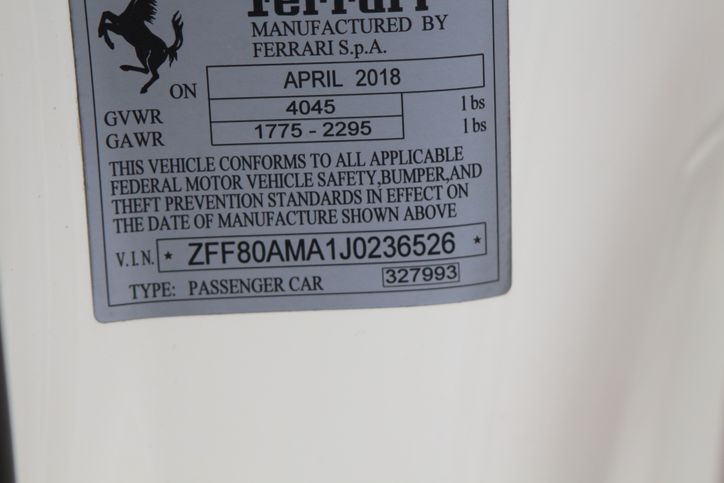 Ferrari
MANUFACTURED BY
FERRARI S.p.A.
ON APRIL 2018
GVWR 4045 lbs
GAWR 1775 - 2295 lbs
THIS VEHICLE CONFORMS TO ALL APPLICABLE
FEDERAL MOTOR VEHICLE SAFETY,BUMPER,AND
THEFT PREVENTION STANDARDS IN EFFECT ON
THE DATE OF MANUFACTURE SHOWN ABOVE
V.I.N. * ZFF80AMA1J0236526 *
TYPE: PASSENGER CAR 327993